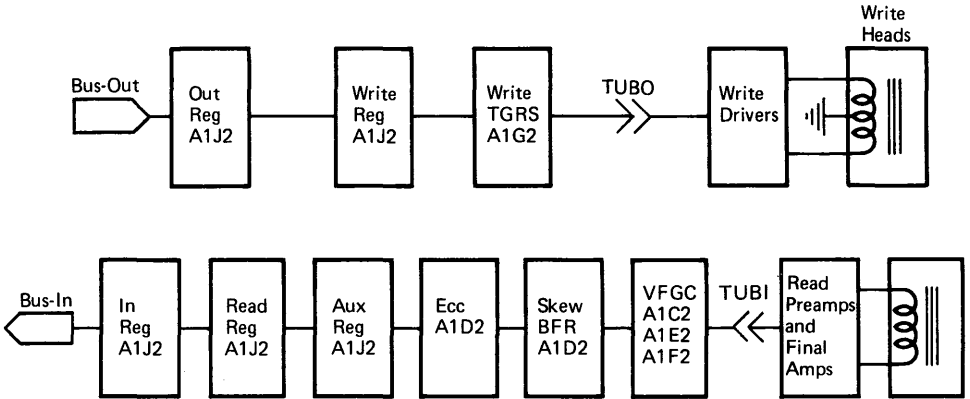 Write
Heads
Bus-Out
Out
Reg
A1J2
Write
Reg
A1J2
Write
TGRS
A1G2
TUBO
Write
Drivers
Bus-In
In
Reg
A1J2
Read
Reg
A1J2
Aux
Reg
A1J2
Ecc
A1D2
Skew
BFR
A1D2
VFGC
A1C2
A1E2
A1F2
TUBI
Read
Preamps
and
Final
Amps